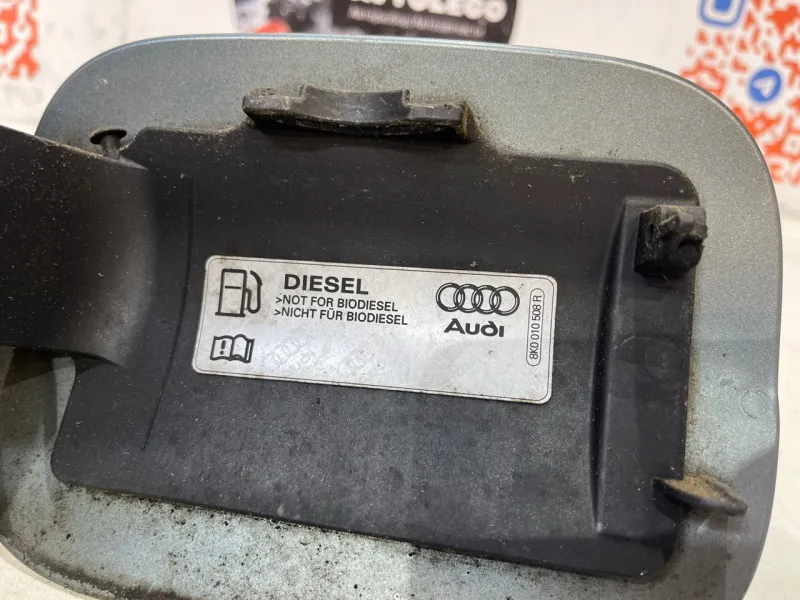 DIESEL
>NOT FOR BIODIESEL
>NICHT FÜR BIODIESEL
Audi
8K0 010 508 R